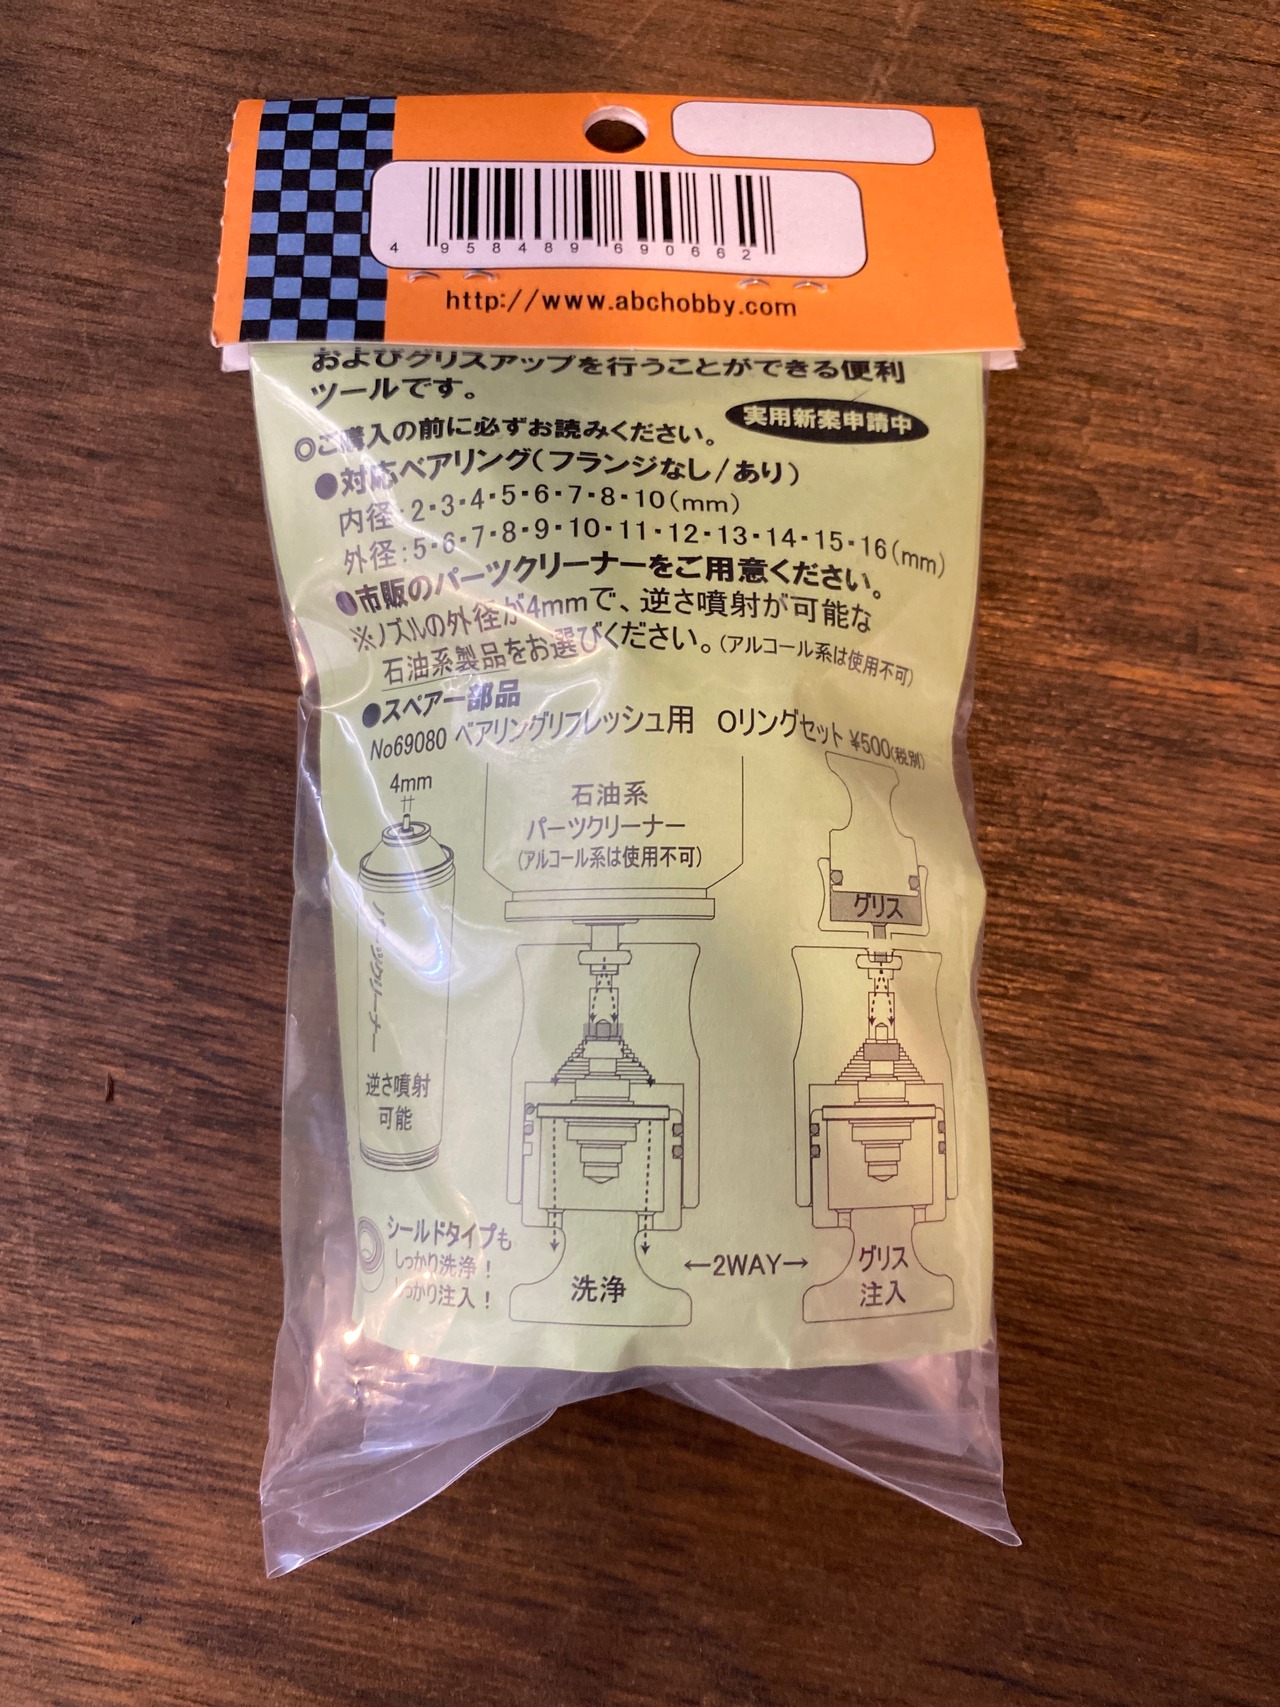 4 958489 690662
http://www.abchobby.com
およびグリスアップを行うことができる便利
ツールです。
実用新案申請中
◎ご購入の前に必ずお読みください。
●対応ベアリング(フランジなし/あり)
内径:2・3・4・5・6・7・8・10(mm)
外径:5・6・7・8・9・10・11・12・13・14・15・16(mm)
●市販のパーツクリーナーをご用意ください。
※ノズルの外径が4mmで、逆さ噴射が可能な
石油系製品をお選びください。(アルコール系は使用不可)
●スペアー部品
No69080 ベアリングリフレッシュ用 Oリングセット ¥500(税別)
4mm
パーツクリーナー
逆さ噴射
可能
石油系
パーツクリーナー
(アルコール系は使用不可)
グリス
シールドタイプも
しっかり洗浄!
しっかり注入!
洗浄
←2WAY→
グリス
注入